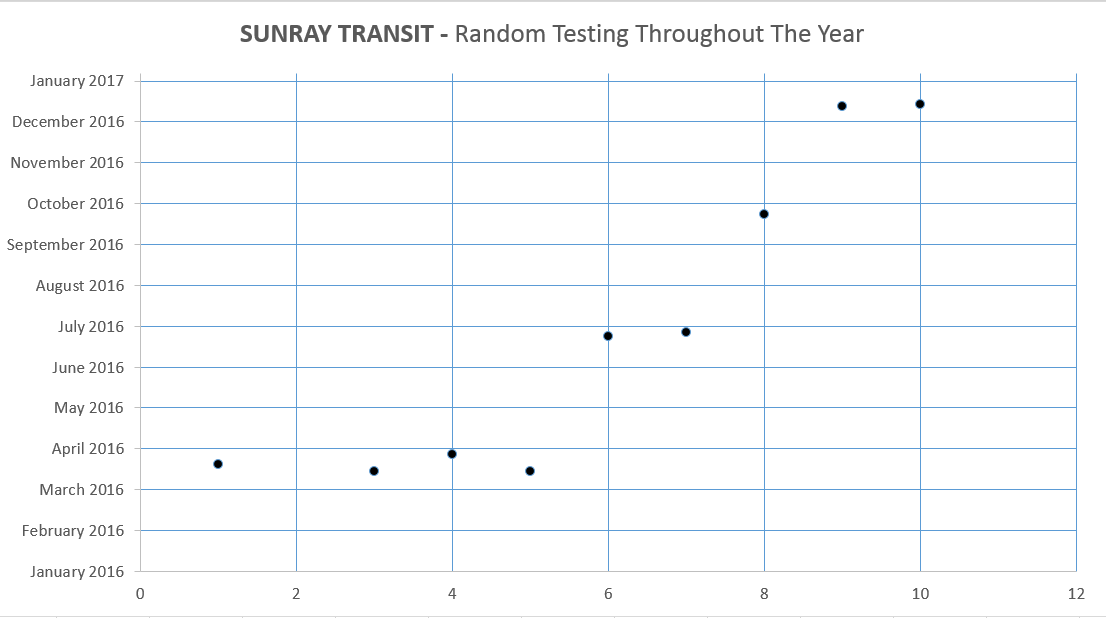 SUNRAY TRANSIT - Random Testing Throughout The Year
January 2017
December 2016
November 2016
October 2016
September 2016
August 2016
July 2016
June 2016
May 2016
April 2016
March 2016
February 2016
January 2016
0 2 4 6 8 10 12